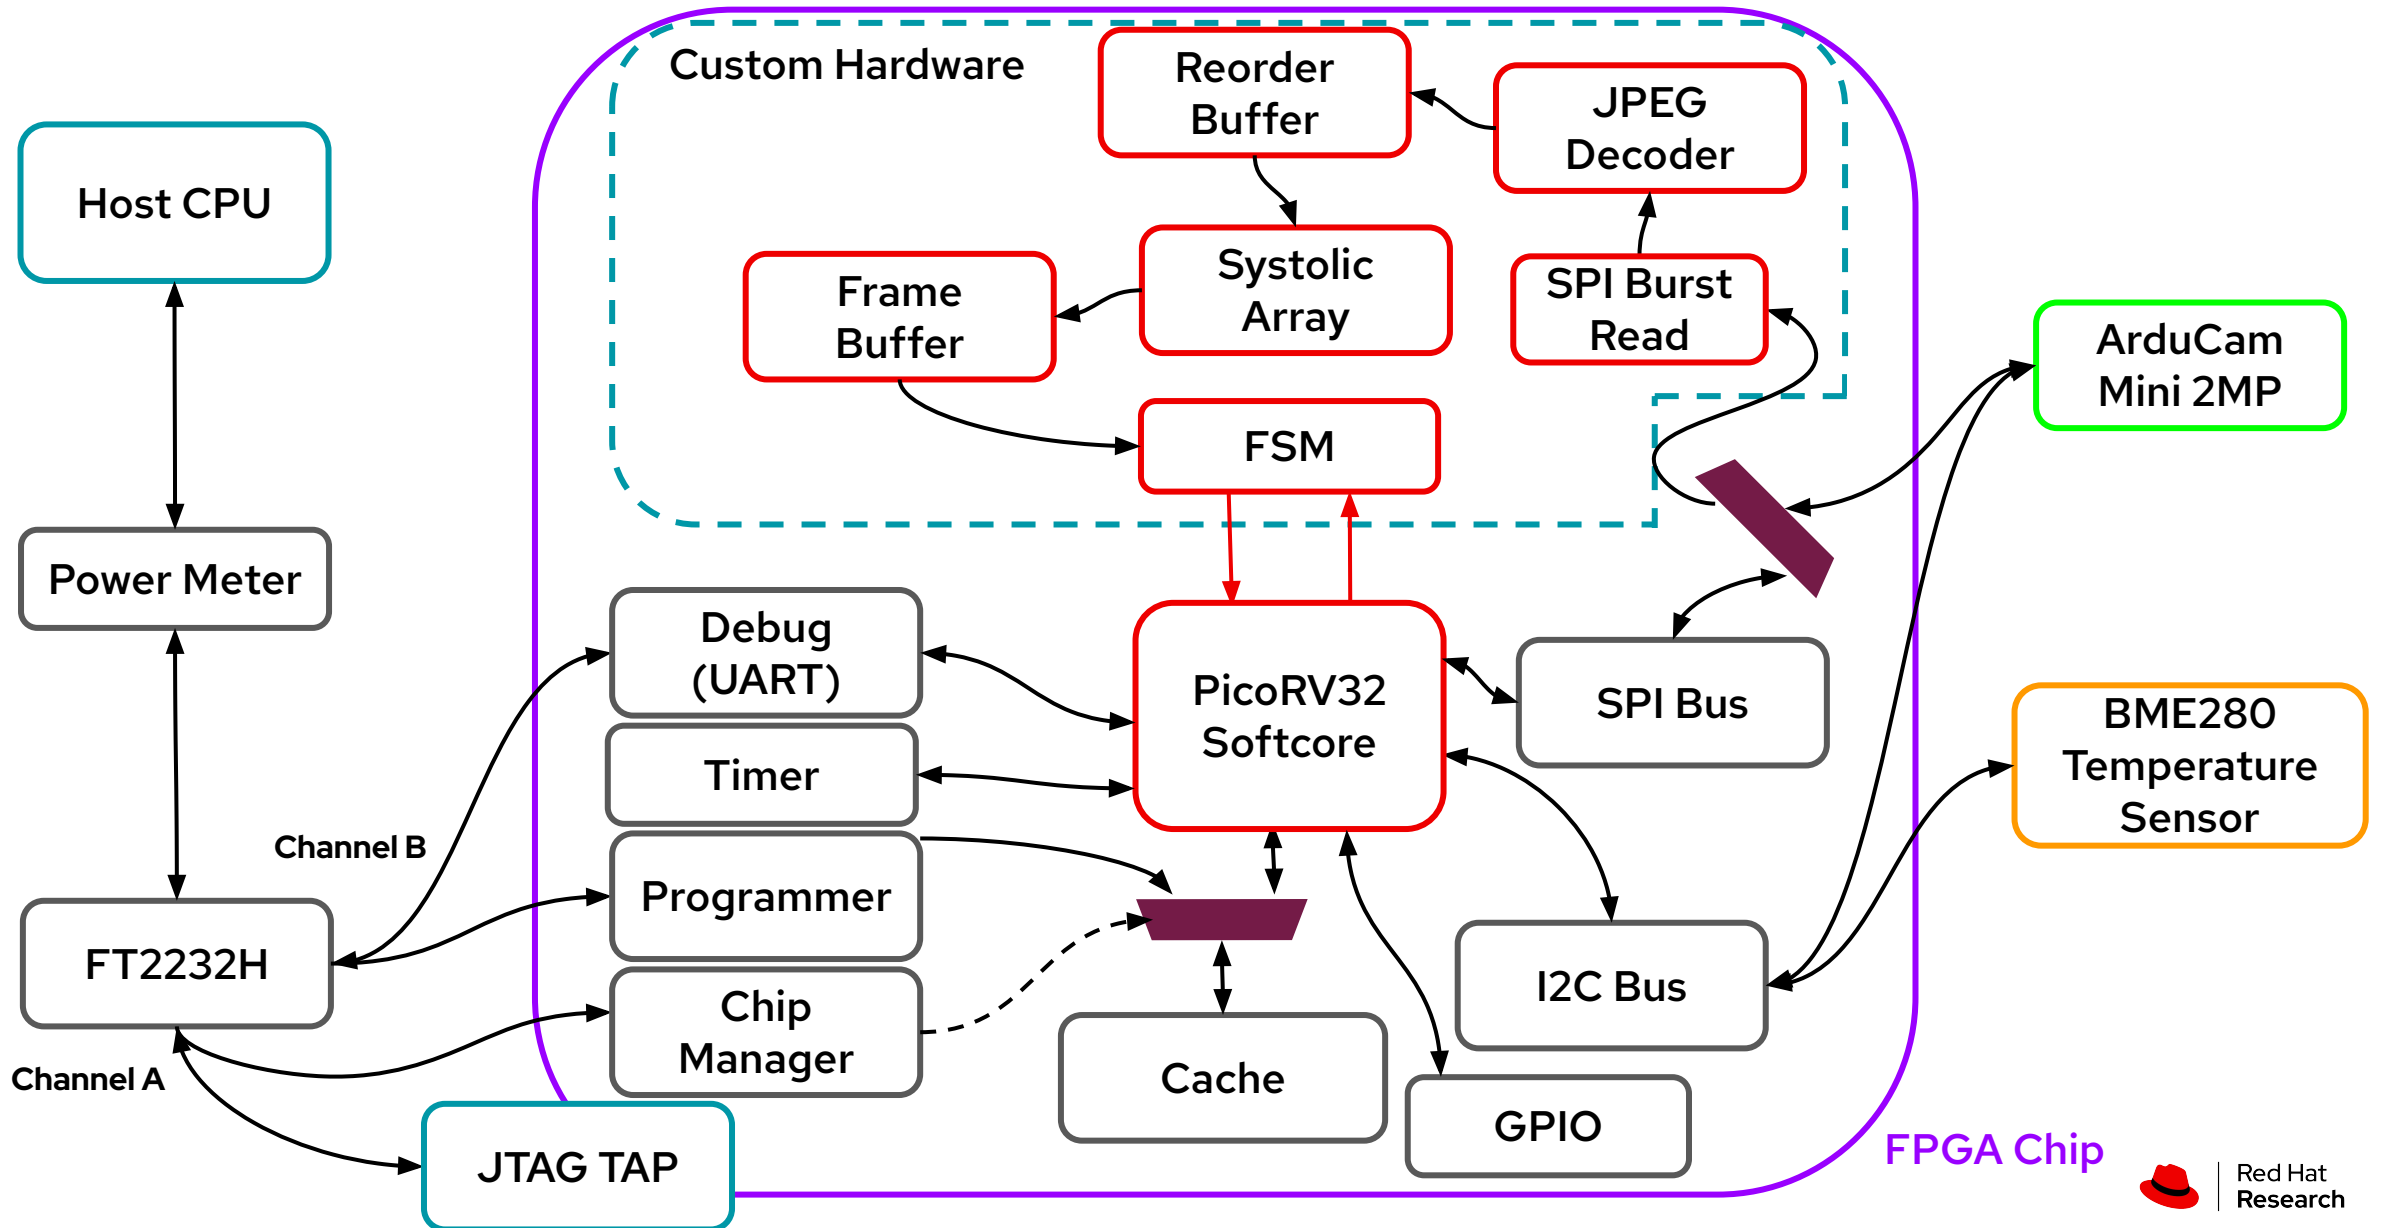 Custom Hardware
Reorder
Buffer
JPEG
Decoder
Host CPU
Systolic
Array
Frame
Buffer
SPI Burst
Read
ArduCam
Mini 2MP
FSM
Power Meter
Debug
(UART)
PicoRV32
Softcore
SPI Bus
BME280
Temperature
Sensor
Timer
Channel B
Programmer
FT2232H
Chip
Manager
I2C Bus
Channel A
Cache
GPIO
JTAG TAP
FPGA Chip
Red Hat
Research